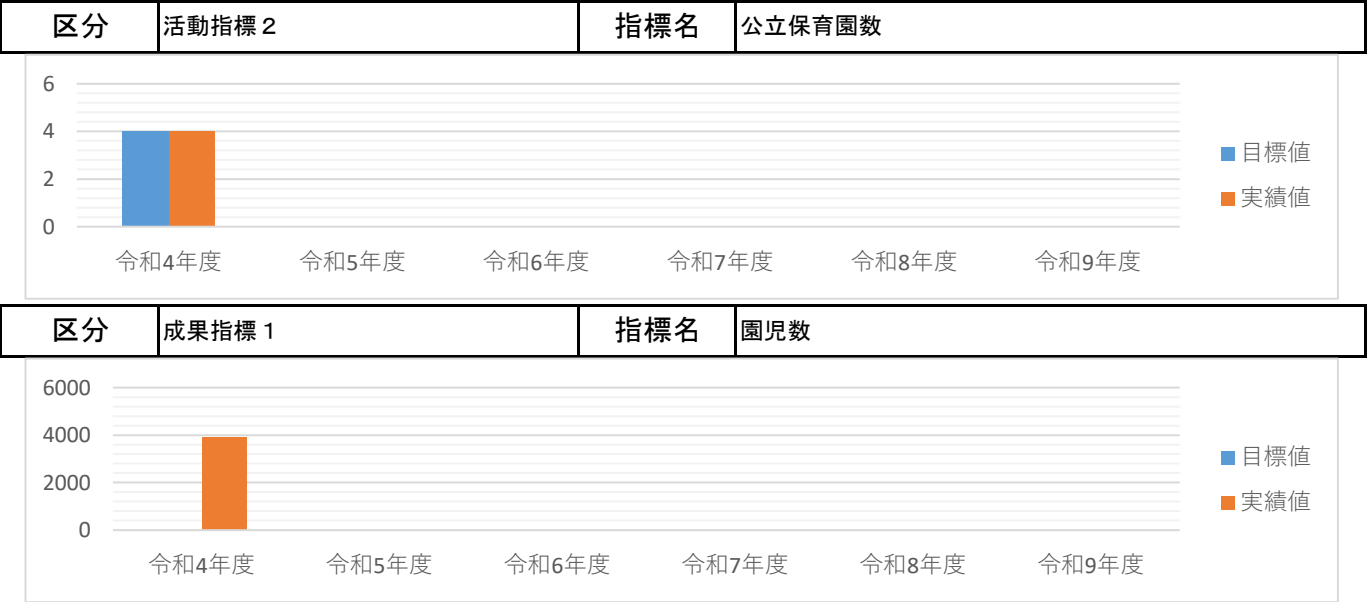 区分 活動指標２ 指標名 公立保育園数
6
4
2
0
令和4年度 令和5年度 令和6年度 令和7年度 令和8年度 令和9年度
目標値
実績値
区分 成果指標１ 指標名 園児数
6000
4000
2000
0
令和4年度 令和5年度 令和6年度 令和7年度 令和8年度 令和9年度
目標値
実績値